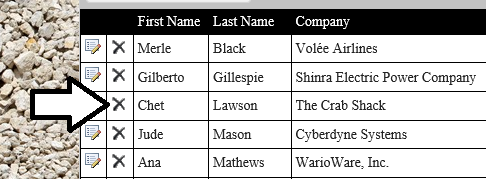 First Name Last Name Company
Merle Black Volée Airlines
Gilberto Gillespie Shinra Electric Power Company
Chet Lawson The Crab Shack
Jude Mason Cyberdyne Systems
Ana Mathews WarioWare, Inc.